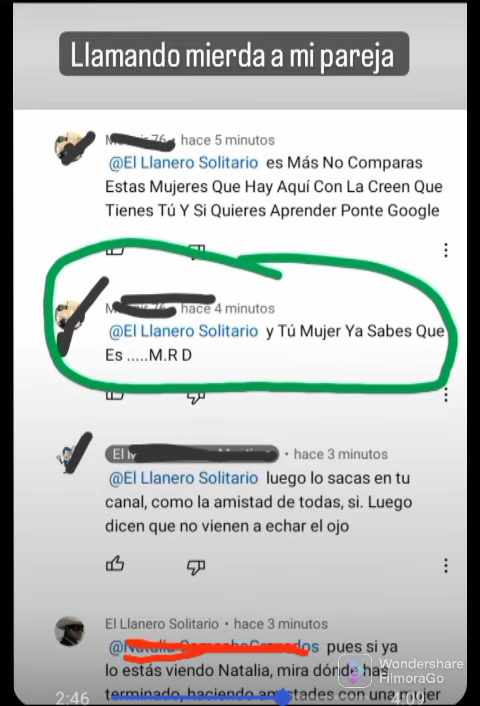 Llamando mierda a mi pareja
hace 5 minutos
@El Llanero Solitario es Más No Comparas
Estas Mujeres Que Hay Aquí Con La Creen Que
Tienes Tú Y Si Quieres Aprender Ponte Google
hace 4 minutos
@El Llanero Solitario y Tú Mujer Ya Sabes Que
Es .....M.R D
El • hace 3 minutos
@El Llanero Solitario luego lo sacas en tu
canal, como la amistad de todas, si. Luego
dicen que no vienen a echar el ojo
El Llanero Solitario • hace 3 minutos
pues si ya
lo estás viendo Natalia, mira dónde has
terminado, haciendo amistades con una mujer
Wondershare
FilmoraGo
2:46
4:09